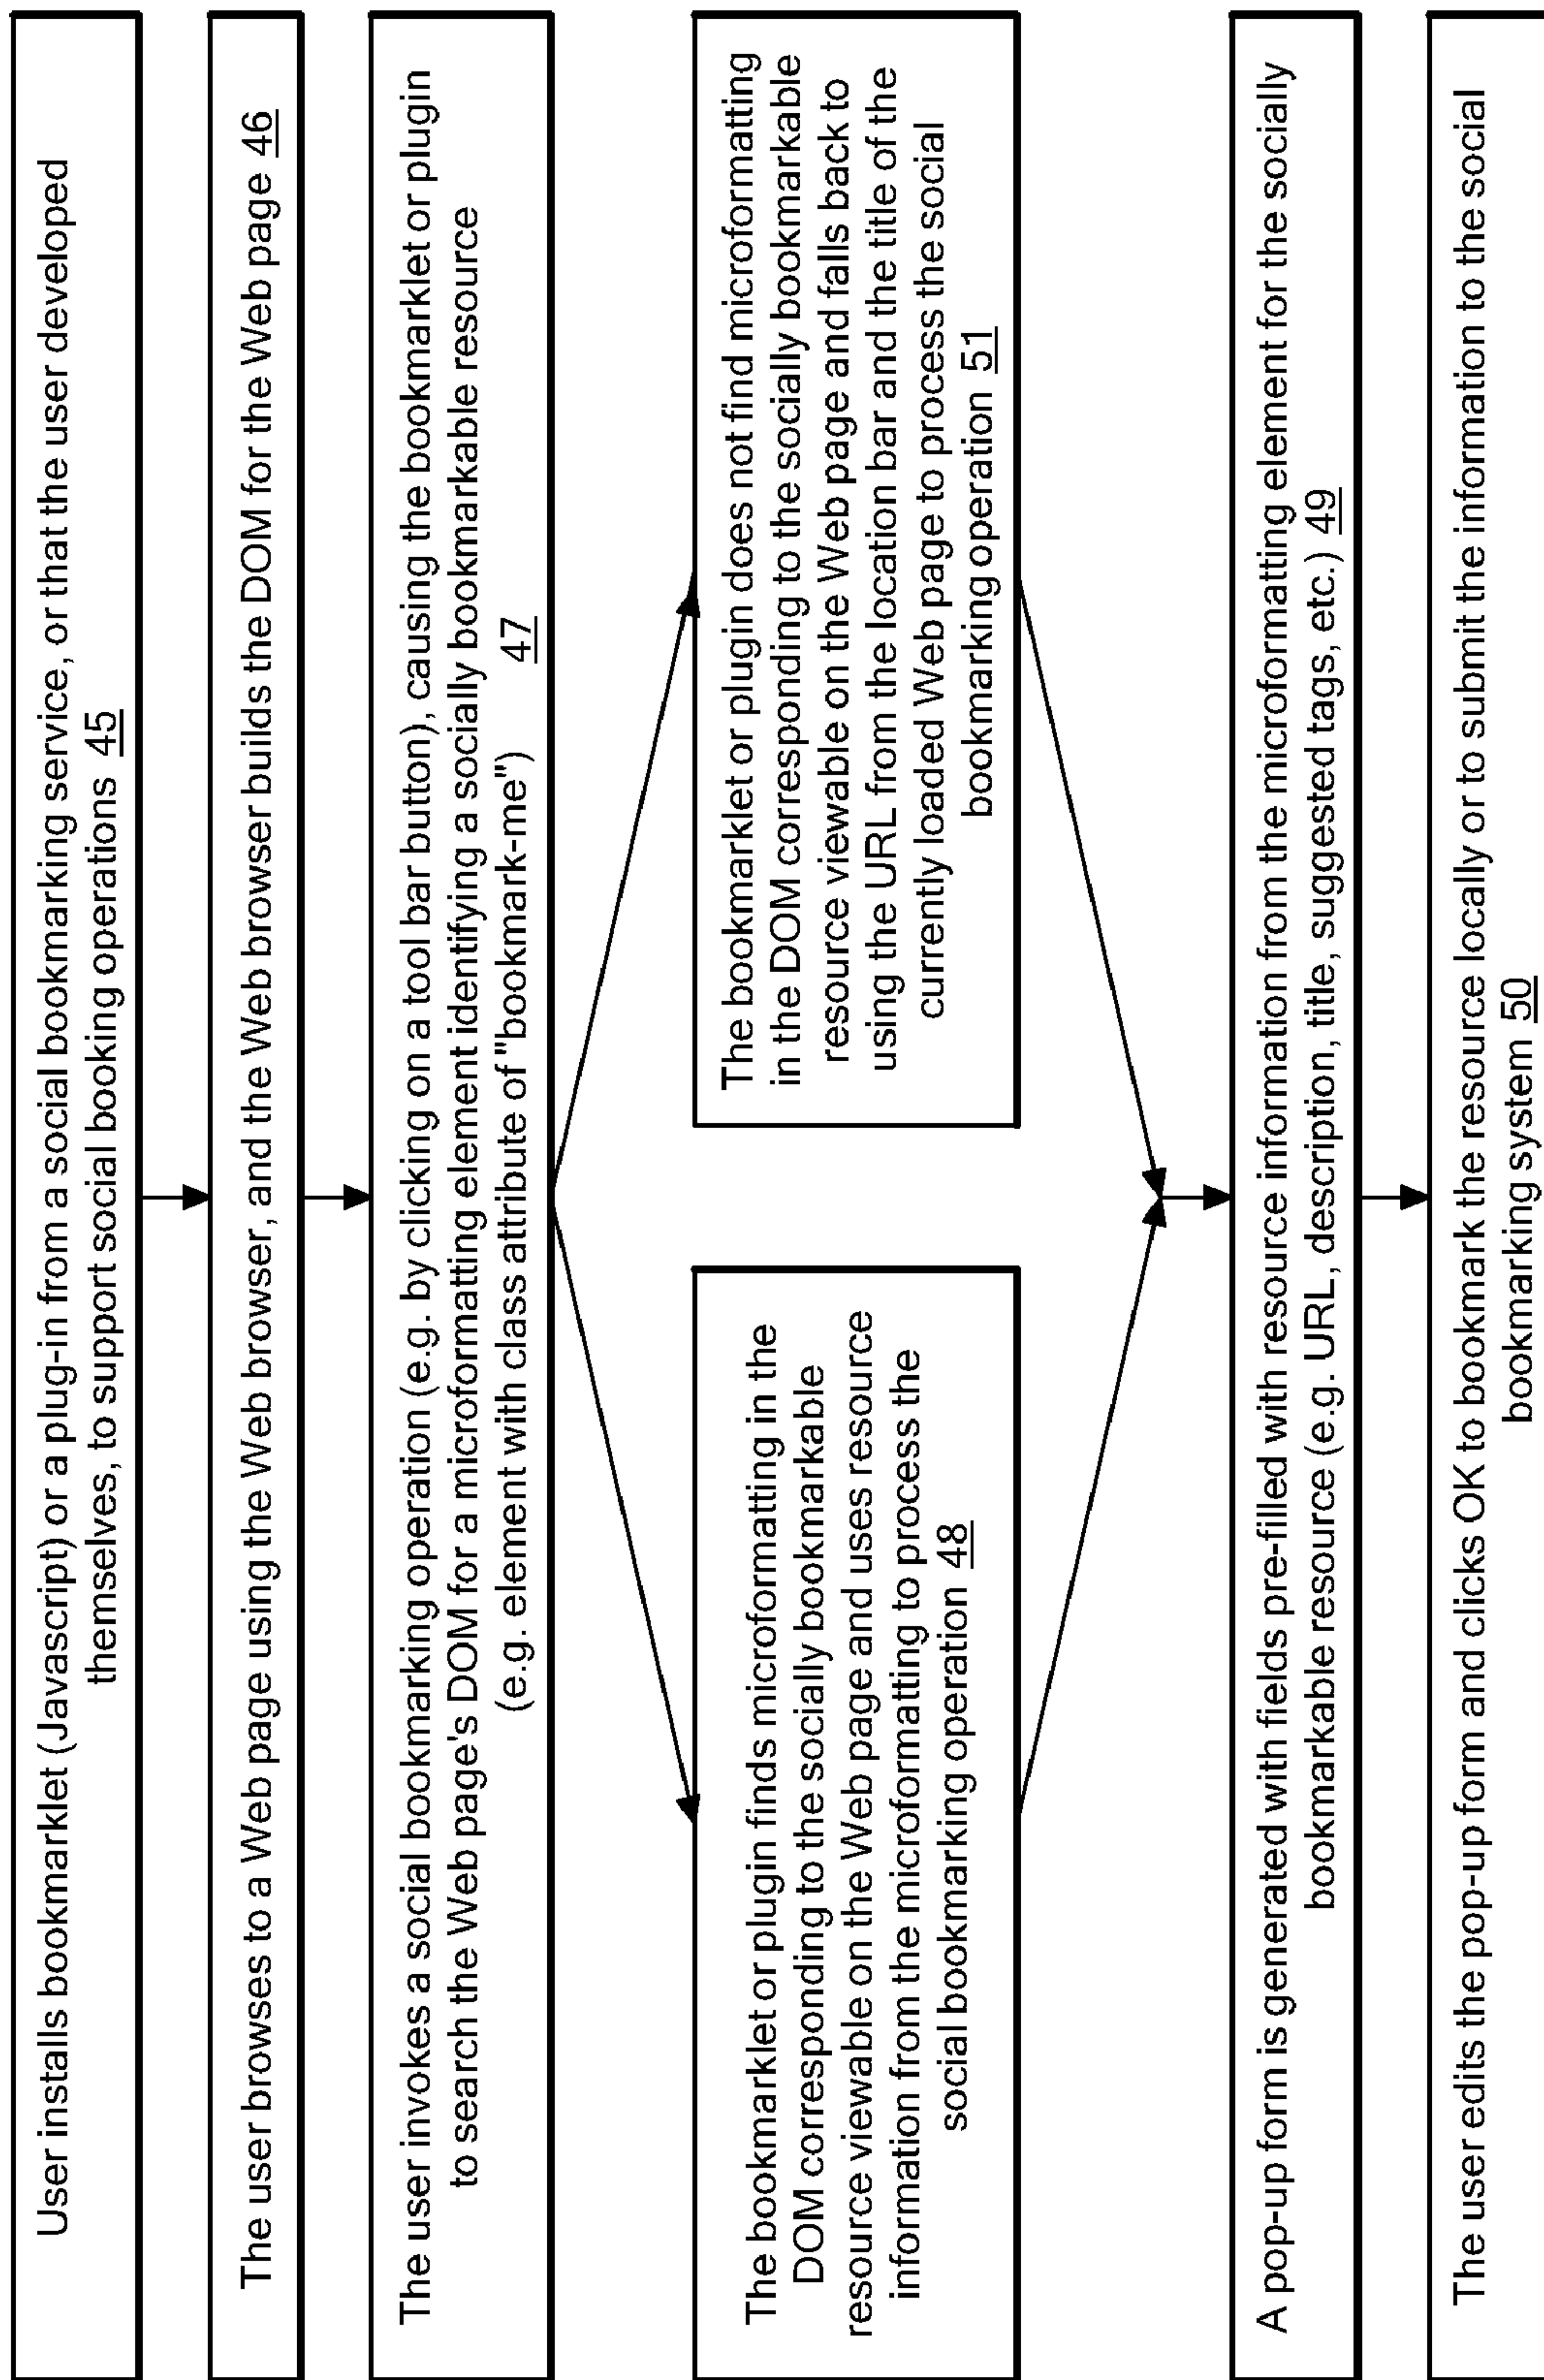 User installs bookmarklet (Javascript) or a plug-in from a social bookmarking service, or that the user developed
themselves, to support social booking operations 45
The user browses to a Web page using the Web browser, and the Web browser builds the DOM for the Web page 46
The user invokes a social bookmarking operation (e.g. by clicking on a tool bar button), causing the bookmarklet or plugin
to search the Web page's DOM for a microformatting element identifying a socially bookmarkable resource
(e.g. element with class attribute of "bookmark-me") 47
The bookmarklet or plugin finds microformatting in the
DOM corresponding to the socially bookmarkable
resource viewable on the Web page and uses resource
information from the microformatting to process the
social bookmarking operation 48
The bookmarklet or plugin does not find microformatting
in the DOM corresponding to the socially bookmarkable
resource viewable on the Web page and falls back to
using the URL from the location bar and the title of the
currently loaded Web page to process the social
bookmarking operation 51
A pop-up form is generated with fields pre-filled with resource information from the microformatting element for the socially
bookmarkable resource (e.g. URL, description, title, suggested tags, etc.) 49
The user edits the pop-up form and clicks OK to bookmark the resource locally or to submit the information to the social
bookmarking system 50